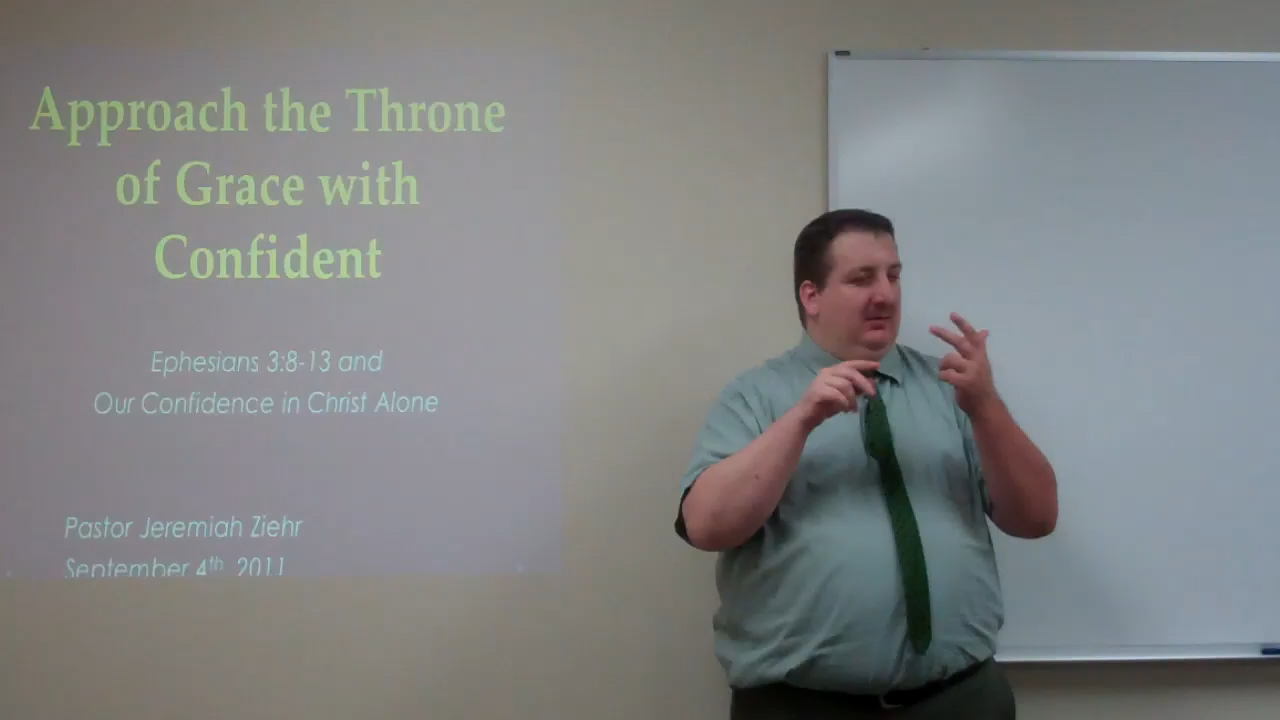 Approach the Throne
of Grace with
Confident
Ephesians 3:8-13 and
Our Confidence in Christ Alone
Pastor Jeremiah Ziehr
September 4th, 2011